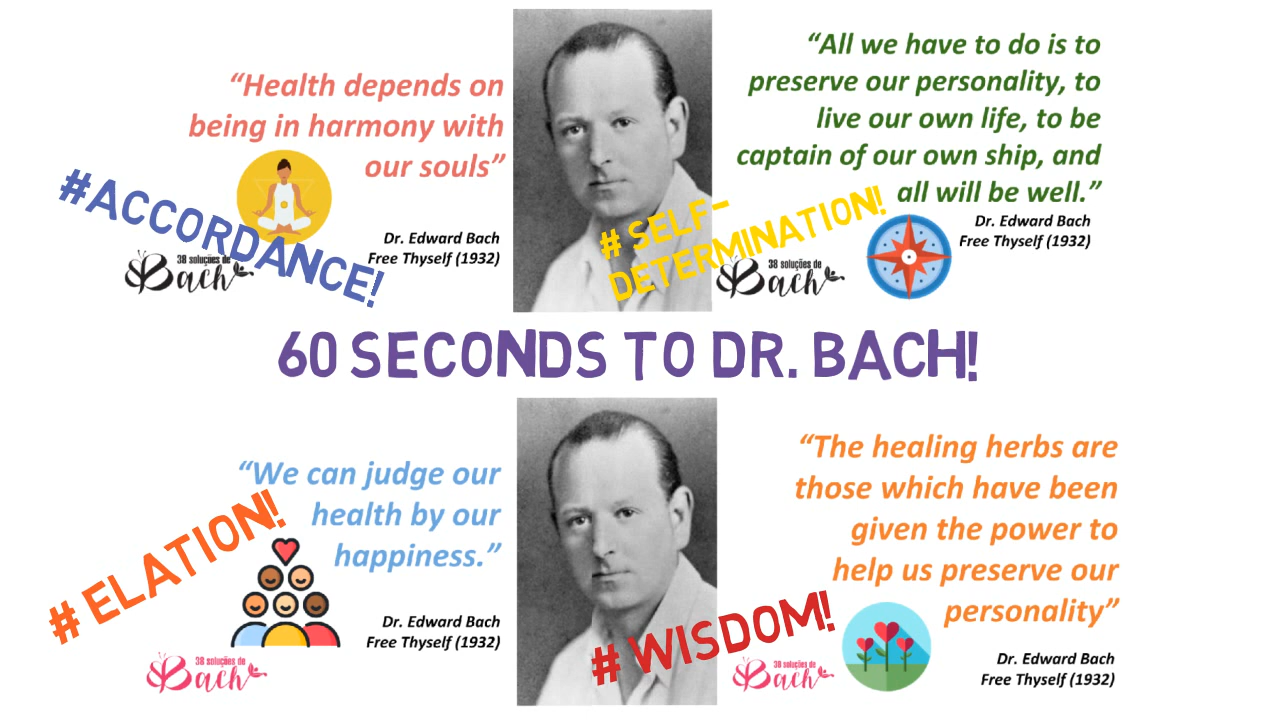 “Health depends on
being in harmony with
our souls”
Dr. Edward Bach
Free Thyself (1932)
#ACCORDANCE!
38 soluções de
Bach
“All we have to do is to
preserve our personality, to
live our own life, to be
captain of our own ship, and
all will be well.”
Dr. Edward Bach
Free Thyself (1932)
# SELF-
DETERMINATION!
38 soluções de
Bach
60 SECONDS TO DR. BACH!
“We can judge our
health by our
happiness.”
# ELATION!
Dr. Edward Bach
Free Thyself (1932)
38 soluções de
Bach
“The healing herbs are
those which have been
given the power to
help us preserve our
personality”
# WISDOM!
Dr. Edward Bach
Free Thyself (1932)
38 soluções de
Bach